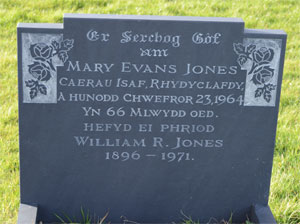 Er Serchog Gôf
am
MARY EVANS JONES
CAERAU ISAF, RHYDYCLAFDY,
A HUNODD CHWEFROR 23, 1964
YN 66 MLWYDD OED.
HEFYD EI PHRIOD
WILLIAM R. JONES
1896 – 1971.